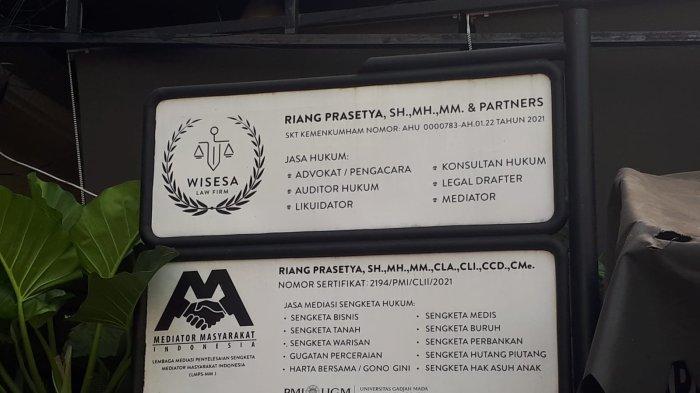 RIANG PRASETYA, SH.,MH.,MM. & PARTNERS
SKT KEMENKUMHAM NOMOR: AHU 0000783-AH.01.22 TAHUN 2021
WISESA
LAW FIRM
JASA HUKUM:
ADVOKAT / PENGACARA
AUDITOR HUKUM
LIKUIDATOR
KONSULTAN HUKUM
LEGAL DRAFTER
MEDIATOR
RIANG PRASETYA, SH.,MH.,MM.,CLA.,CLI.,CCD.,CMe.
NOMOR SERTIFIKAT: 2194/PMI/CLII/2021
MEDIATOR MASYARAKAT
INDONESIA
LEMBAGA MEDIASI PENYELESAIAN SENGKETA
MEDIATOR MASYARAKAT INDONESIA
(LMPS-MM)
JASA MEDIASI SENGKETA HUKUM:
• SENGKETA BISNIS
• SENGKETA TANAH
• SENGKETA WARISAN
• GUGATAN PERCERAIAN
• HARTA BERSAMA / GONO GINI
• SENGKETA MEDIS
• SENGKETA BURUH
• SENGKETA PERBANKAN
• SENGKETA HUTANG PIUTANG
• SENGKETA HAK ASUH ANAK
PMI UGM UNIVERSITAS GADJAH MADA